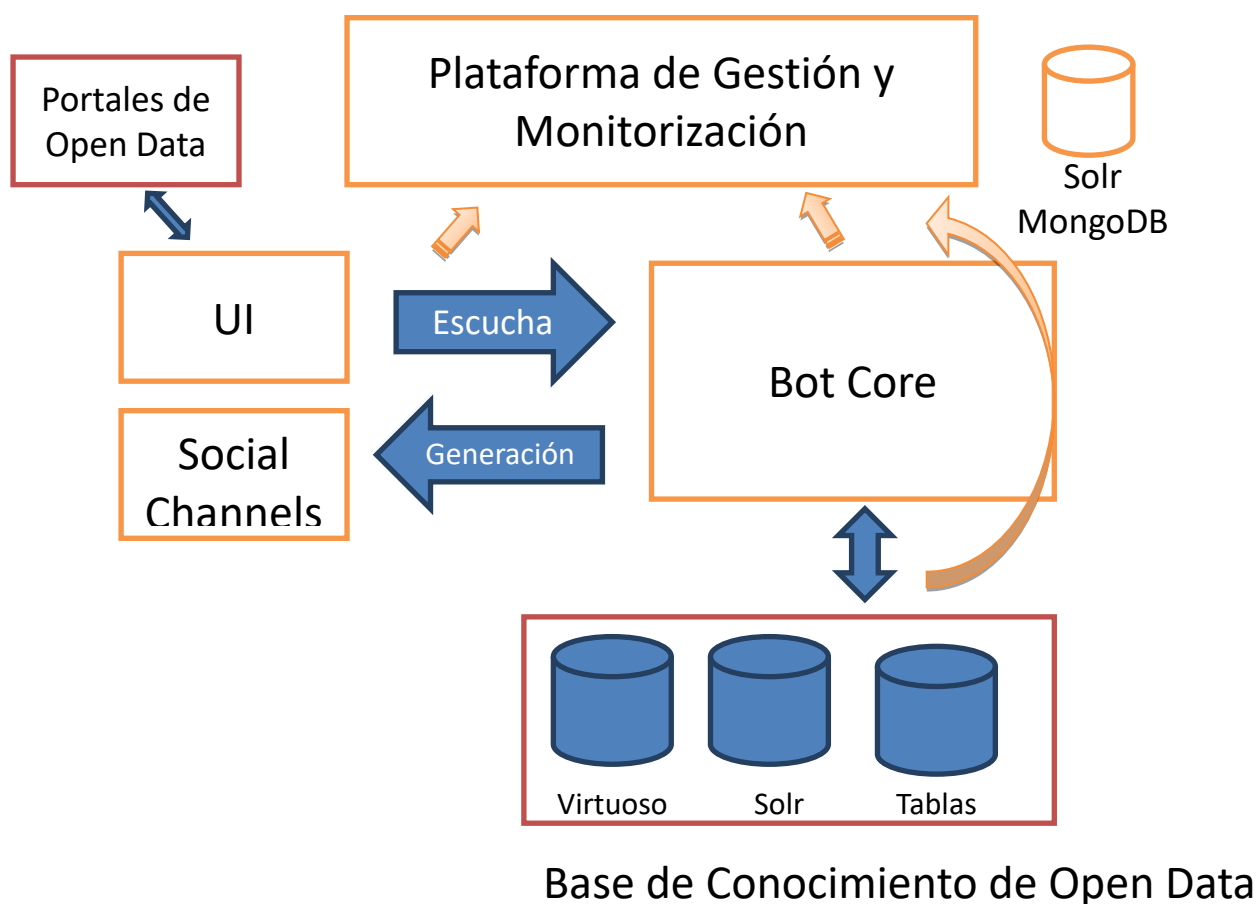 Portales de
Open Data
Plataforma de Gestión y
Monitorización
Solr
MongoDB
UI
Escucha
Bot Core
Social
Channels
Generación
Virtuoso
Solr
Tablas
Base de Conocimiento de Open Data